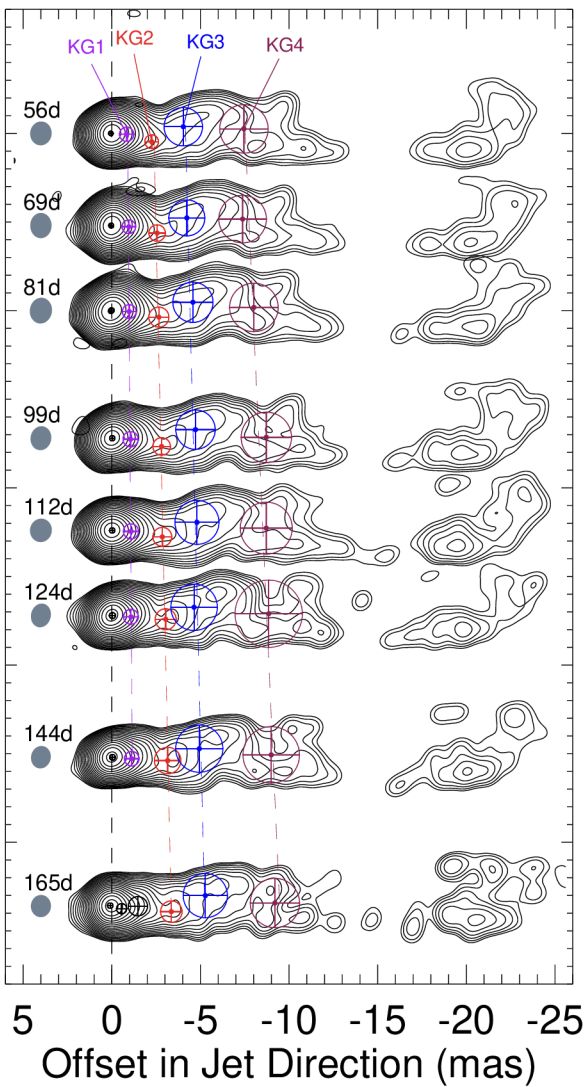 KG1 KG2 KG3 KG4
56d
69d
81d
99d
112d
124d
144d
165d
5 0 -5 -10 -15 -20 -25
Offset in Jet Direction (mas)